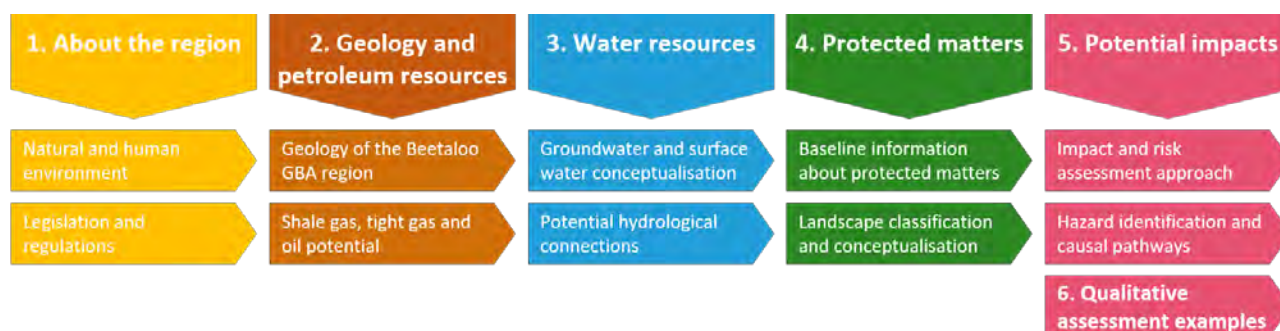 1. About the region
Natural and human
environment
Legislation and
regulations
2. Geology and
petroleum resources
Geology of the Beetaloo
GBA region
Shale gas, tight gas and
oil potential
3. Water resources
Groundwater and surface
water conceptualisation
Potential hydrological
connections
4. Protected matters
Baseline information
about protected matters
Landscape classification
and conceptualisation
5. Potential impacts
Impact and risk
assessment approach
Hazard identification and
causal pathways
6. Qualitative
assessment examples